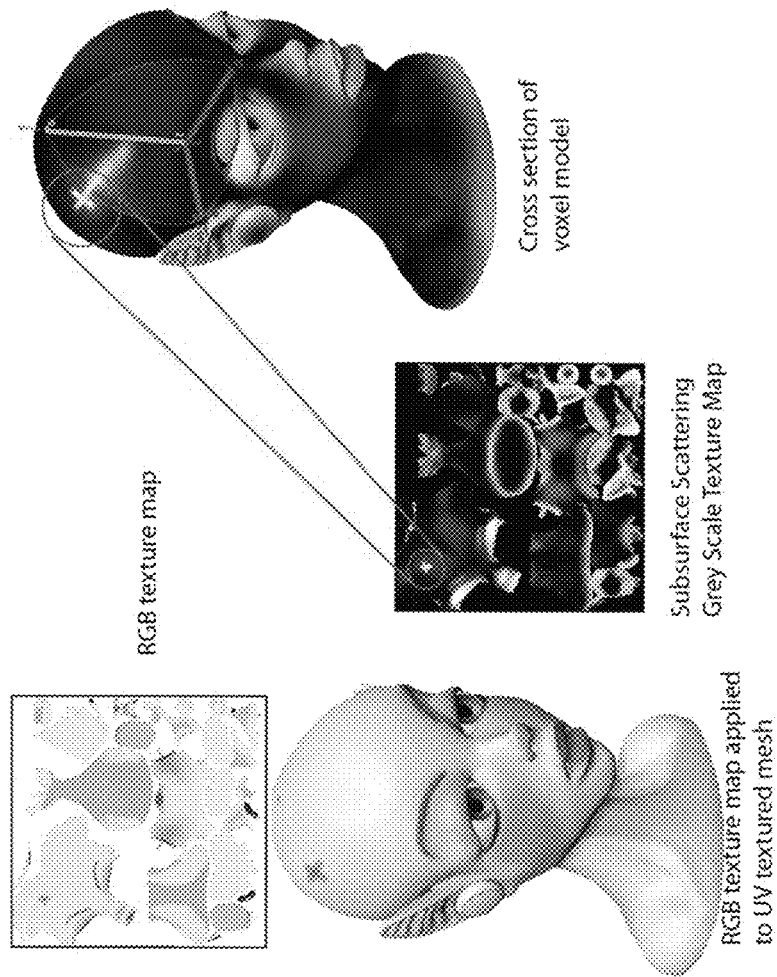 RGB texture map
RGB texture map applied
to UV textured mesh
Subsurface Scattering
Grey Scale Texture Map
Cross section of
voxel model